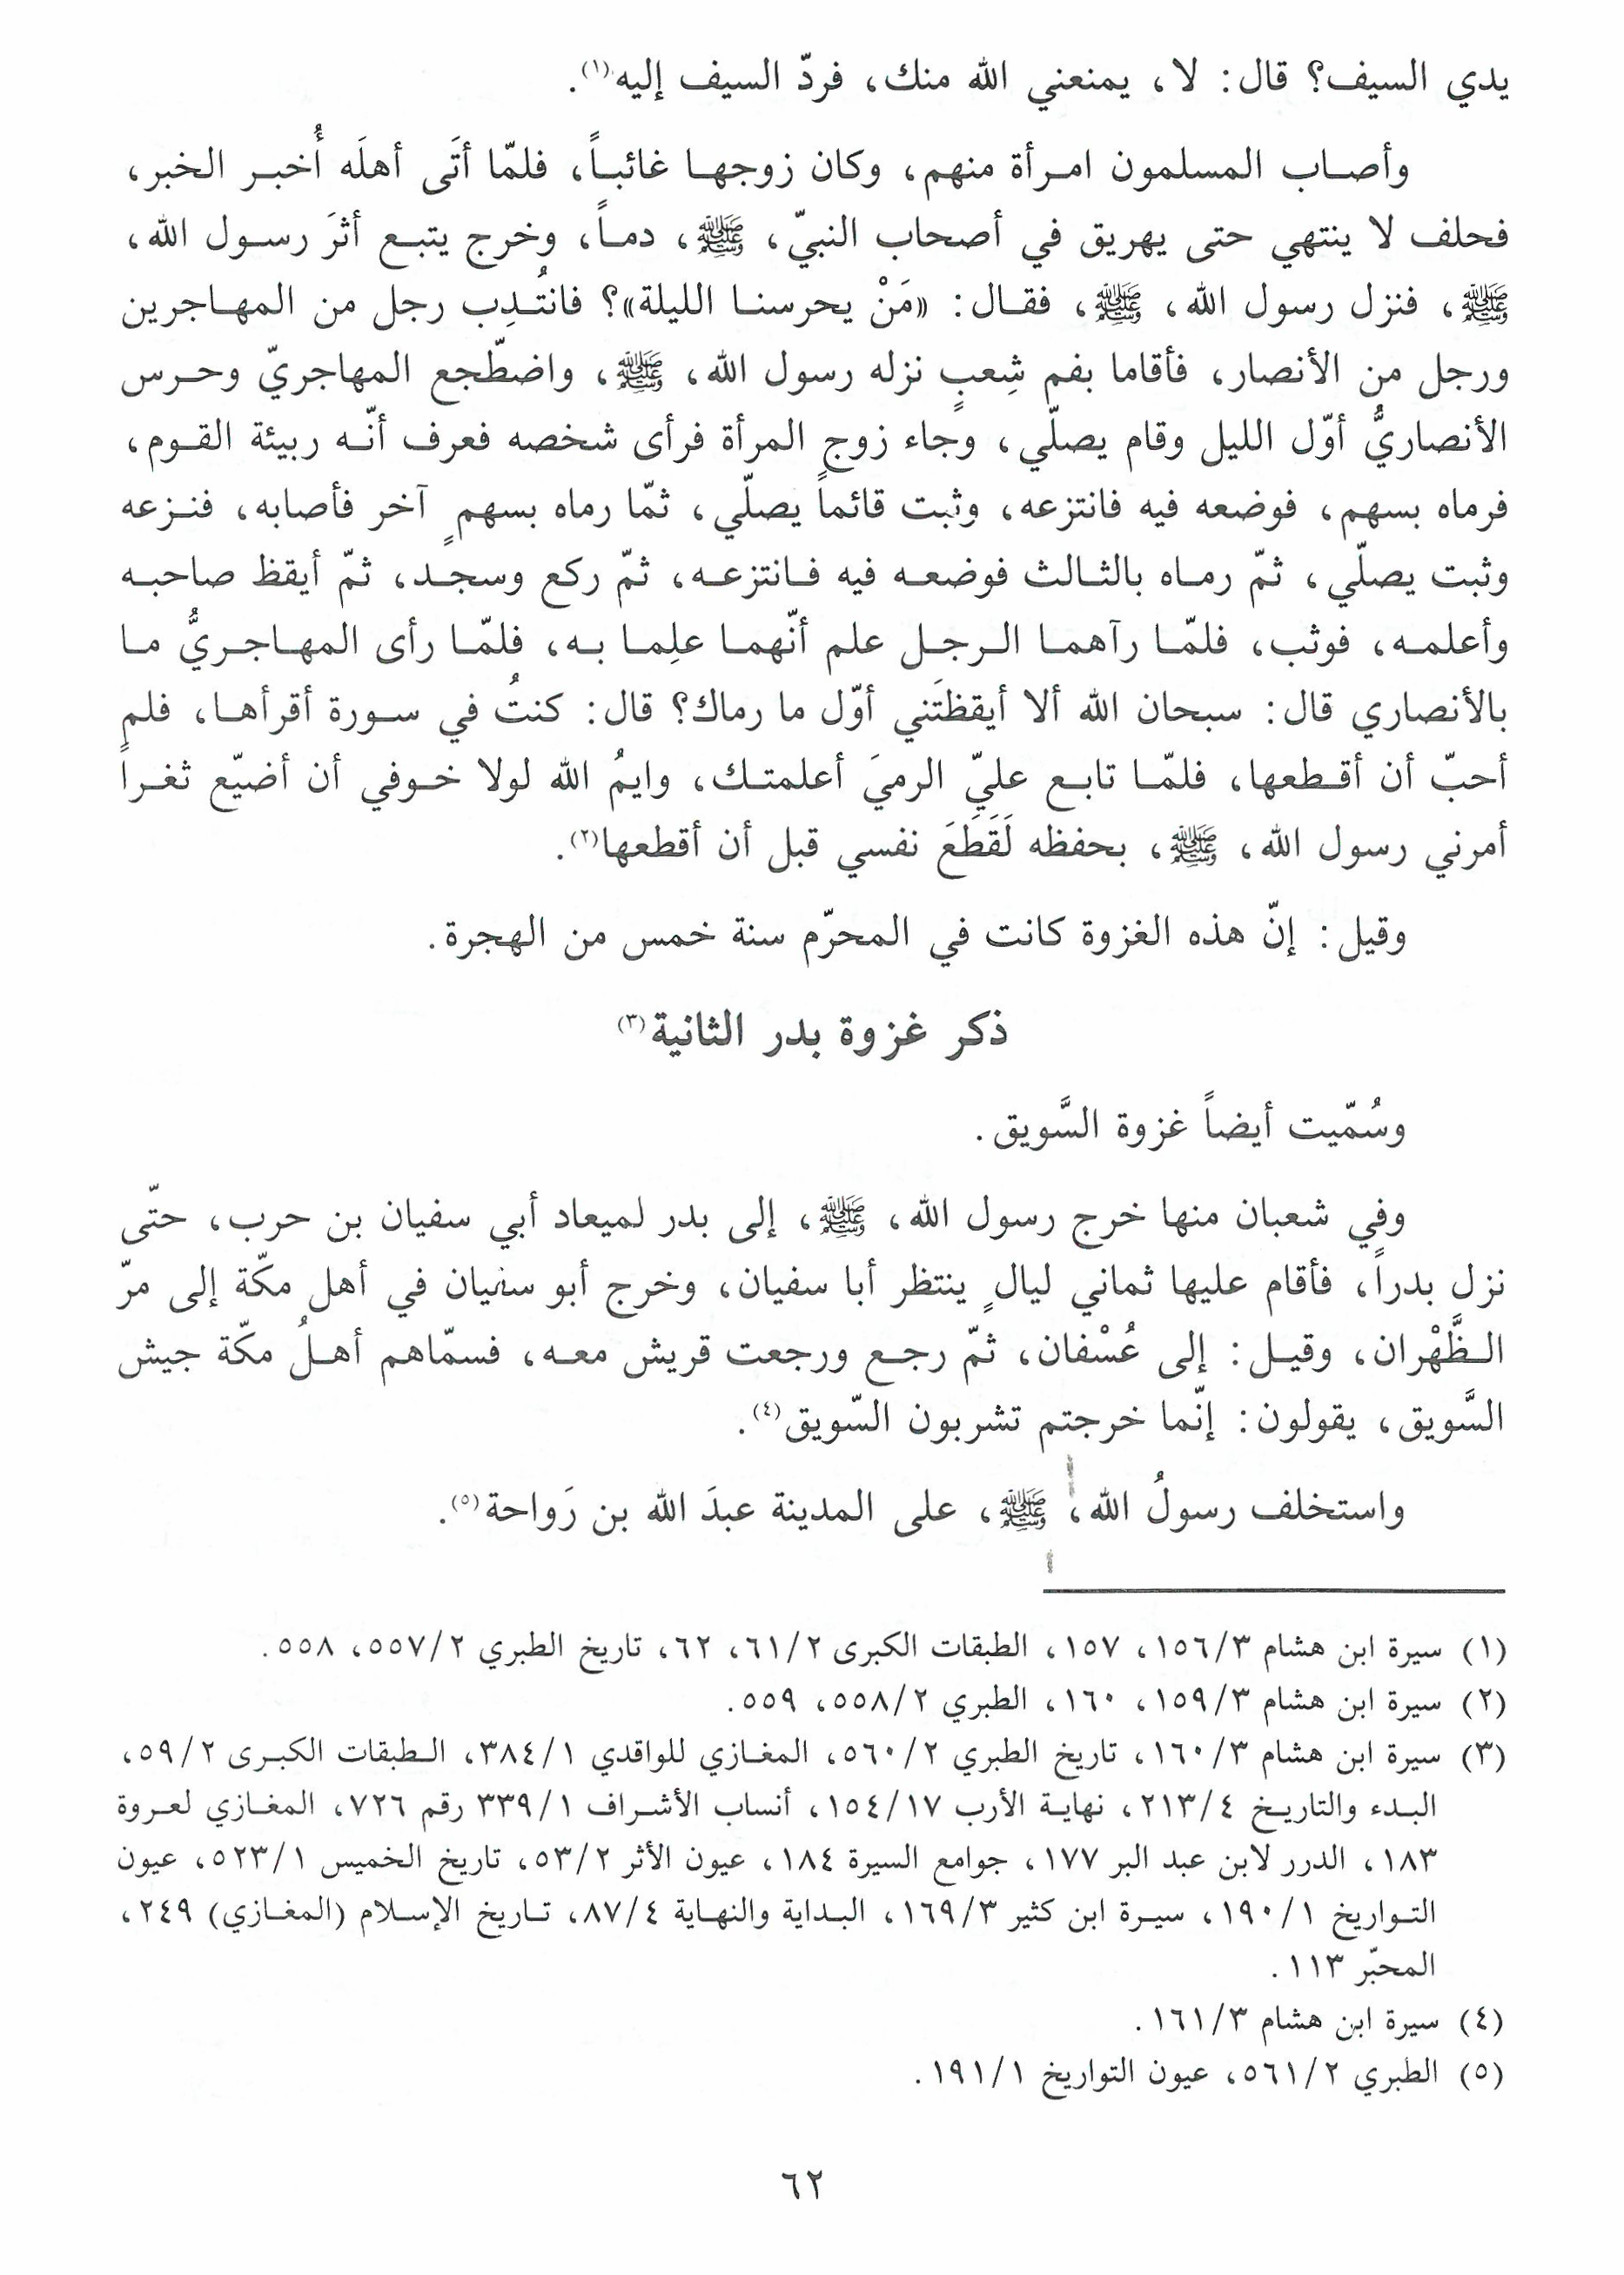 يدي السيف؟ قال: لا، يمنعني الله منك، فردّ السيف إليه(١).
وأصاب المسلمون امرأة منهم، وكان زوجها غائباً، فلمّا أتَى أهلَه أُخبر الخبر،
فحلف لا ينتهي حتى يهريق في أصحاب النبيّ، ﷺ، دماً، وخرج يتبع أثرَ رسول الله،
ﷺ، فنزل رسول الله، ﷺ، فقال: «مَنْ يحرسنا الليلة»؟ فانتُدِب رجل من المهاجرين
ورجل من الأنصار، فأقاما بفم شِعبٍ نزله رسول الله، ﷺ، واضطّجع المهاجريّ وحرس
الأنصاريُّ أوّل الليل وقام يصلّي، وجاء زوج المرأة فرأى شخصه فعرف أنّه ربيئة القوم،
فرماه بسهم، فوضعه فيه فانتزعه، وثبت قائماً يصلّي، ثمّا رماه بسهمٍ آخر فأصابه، فنزعه
وثبت يصلّي، ثمّ رماه بالثالث فوضعه فيه فانتزعه، ثمّ ركع وسجد، ثمّ أيقظ صاحبه
وأعلمه، فوثب، فلمّا رآهما الرجل علم أنّهما علِما به، فلمّا رأى المهاجريُّ ما
بالأنصاري قال: سبحان الله ألا أيقظتَني أوّل ما رماك؟ قال: كنتُ في سورة أقرأها، فلم
أحبّ أن أقطعها، فلمّا تابع عليّ الرميَ أعلمتك، وايمُ الله لولا خوفي أن أضيّع ثغراً
أمرني رسول الله، ﷺ، بحفظه لَقَطَعَ نفسي قبل أن أقطعها(٢).
وقيل: إنّ هذه الغزوة كانت في المحرّم سنة خمس من الهجرة.
ذكر غزوة بدر الثانية(٣)
وسُمّيت أيضاً غزوة السَّويق.
وفي شعبان منها خرج رسول الله، ﷺ، إلى بدر لميعاد أبي سفيان بن حرب، حتّى
نزل بدراً، فأقام عليها ثماني ليالٍ ينتظر أبا سفيان، وخرج أبو سفيان في أهل مكّة إلى مرّ
الظَّهْران، وقيل: إلى عُسْفان، ثمّ رجع ورجعت قريش معه، فسمّاهم أهلُ مكّة جيش
السَّويق، يقولون: إنّما خرجتم تشربون السّويق(٤).
واستخلف رسولُ الله، ﷺ، على المدينة عبدَ الله بن رَواحة(٥).
(١) سيرة ابن هشام ١٥٦/٣، ١٥٧، الطبقات الكبرى ٦١/٢، ٦٢، تاريخ الطبري ٥٥٧/٢، ٥٥٨.
(٢) سيرة ابن هشام ١٥٩/٣، ١٦٠، الطبري ٥٥٨/٢، ٥٥٩.
(٣) سيرة ابن هشام ١٦٠/٣، تاريخ الطبري ٥٦٠/٢، المغازي للواقدي ٣٨٤/١، الطبقات الكبرى ٥٩/٢،
البدء والتاريخ ٢١٣/٤، نهاية الأرب ١٥٤/١٧، أنساب الأشراف ٣٣٩/١ رقم ٧٢٦، المغازي لعروة
١٨٣، الدرر لابن عبد البر ١٧٧، جوامع السيرة ١٨٤، عيون الأثر ٥٣/٢، تاريخ الخميس ٥٢٣/١، عيون
التواريخ ١٩٠/١، سيرة ابن كثير ١٦٩/٣، البداية والنهاية ٨٧/٤، تاريخ الإسلام (المغازي) ٢٤٩،
المحبّر ١١٣.
(٤) سيرة ابن هشام ١٦١/٣.
(٥) الطبري ٥٦١/٢، عيون التواريخ ١٩١/١.
٦٢